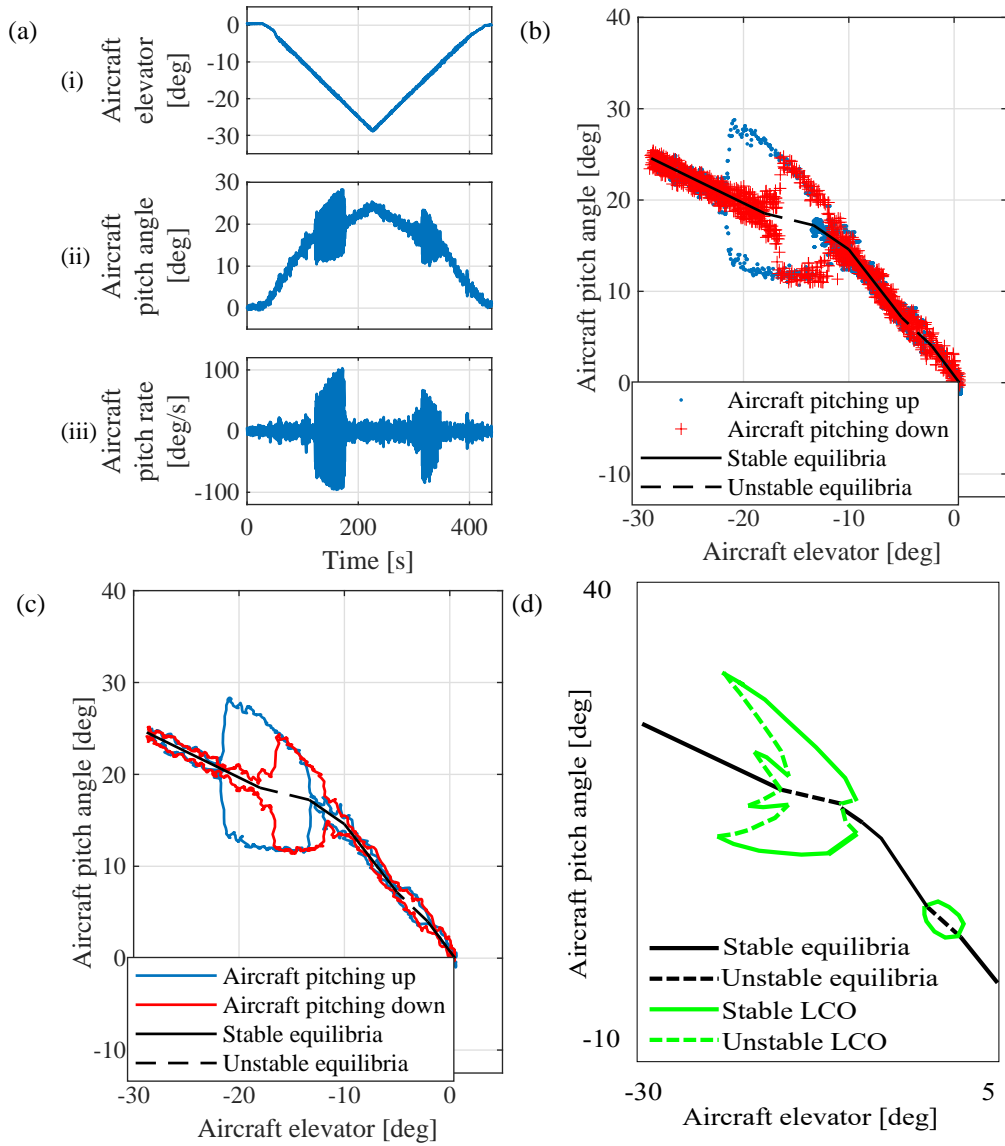 (a)
(i)
Aircraft
elevator
[deg]
0
-10
-20
-30
(ii)
Aircraft
pitch angle
[deg]
30
20
10
0
(iii)
Aircraft
pitch rate
[deg/s]
100
0
-100
0
200
400
Time [s]
(b)
Aircraft pitch angle [deg]
40
30
20
10
0
-10
Aircraft pitching up
Aircraft pitching down
Stable equilibria
Unstable equilibria
-30
-20
-10
0
Aircraft elevator [deg]
(c)
Aircraft pitch angle [deg]
40
30
20
10
0
-10
Aircraft pitching up
Aircraft pitching down
Stable equilibria
Unstable equilibria
-30
-20
-10
0
Aircraft elevator [deg]
(d)
Aircraft pitch angle [deg]
40
-10
Stable equilibria
Unstable equilibria
Stable LCO
Unstable LCO
-30
5
Aircraft elevator [deg]